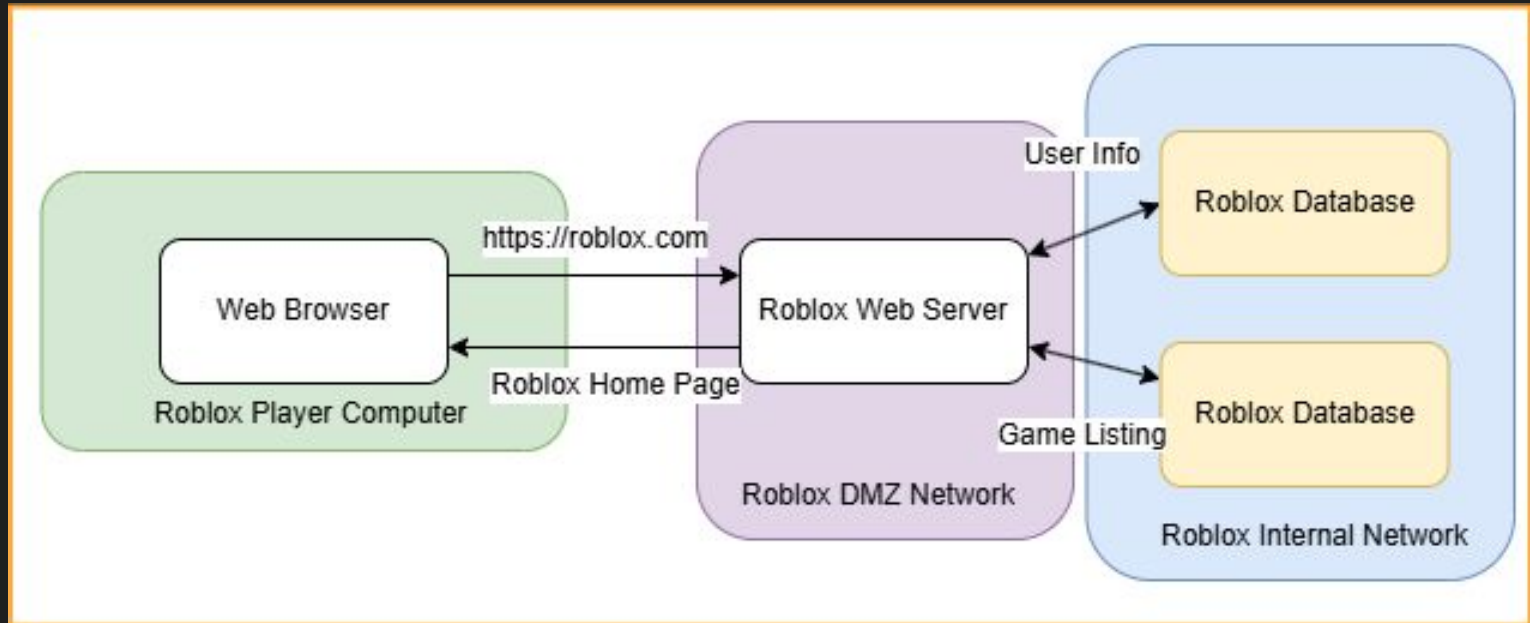 User Info
Roblox Database
https://roblox.com
Web Browser
Roblox Web Server
Roblox Home Page
Roblox Player Computer
Roblox Database
Game Listing
Roblox DMZ Network
Roblox Internal Network